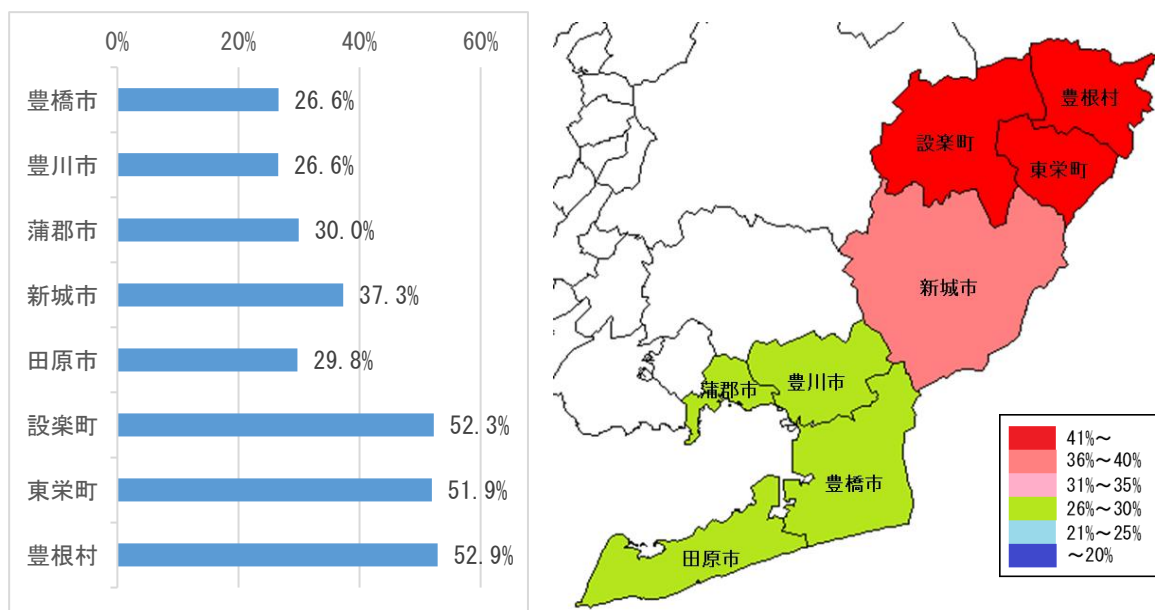 0%
20%
40%
60%
豊橋市
26.6%
豊川市
26.6%
蒲郡市
30.0%
新城市
37.3%
田原市
29.8%
設楽町
52.3%
東栄町
51.9%
豊根村
52.9%
豊根村
設楽町
東栄町
新城市
蒲郡市
豊川市
豊橋市
田原市
41%～
36%～40%
31%～35%
26%～30%
21%～25%
～20%